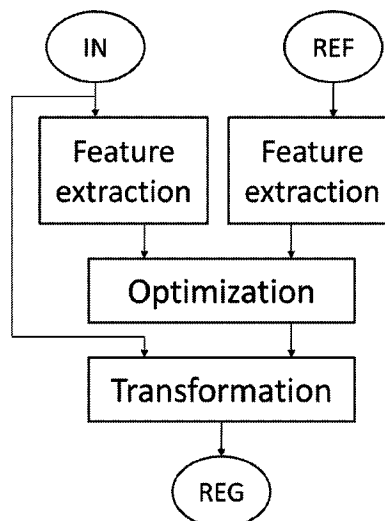 IN
REF
Feature
extraction
Feature
extraction
Optimization
Transformation
REG